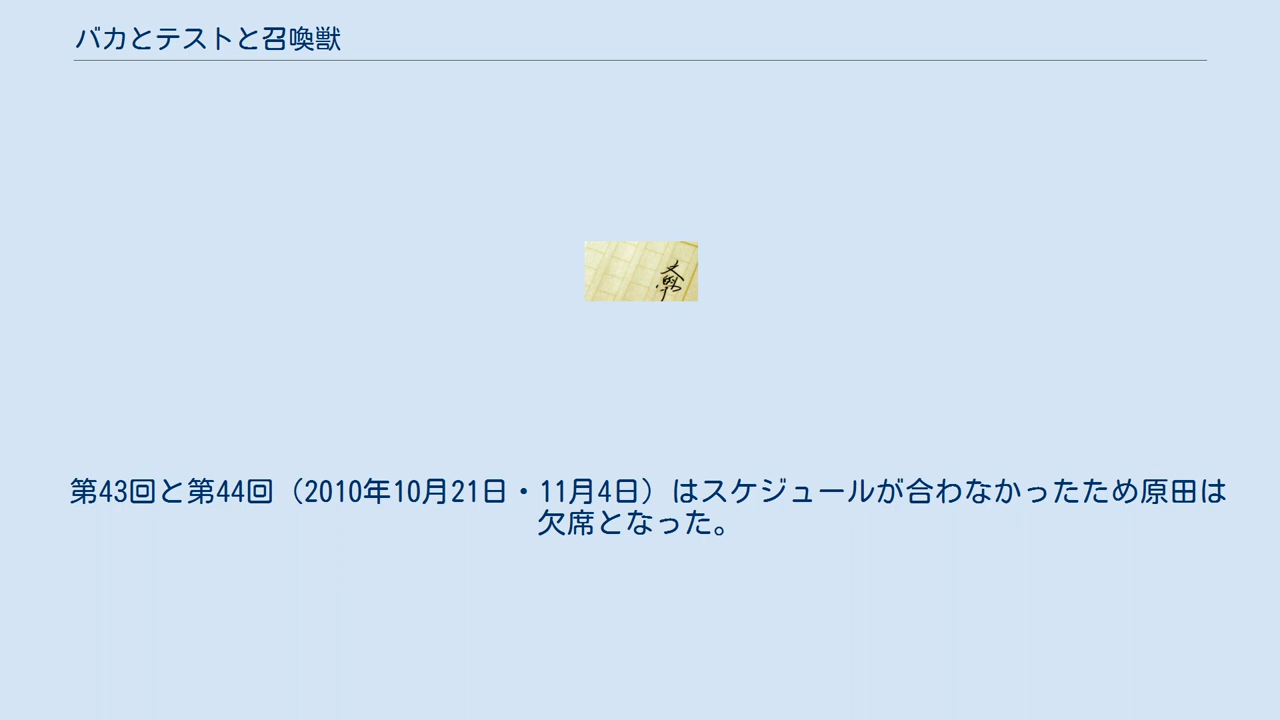 バカとテストと召喚獣
第43回と第44回（2010年10月21日・11月4日）はスケジュールが合わなかったため原田は
欠席となった。